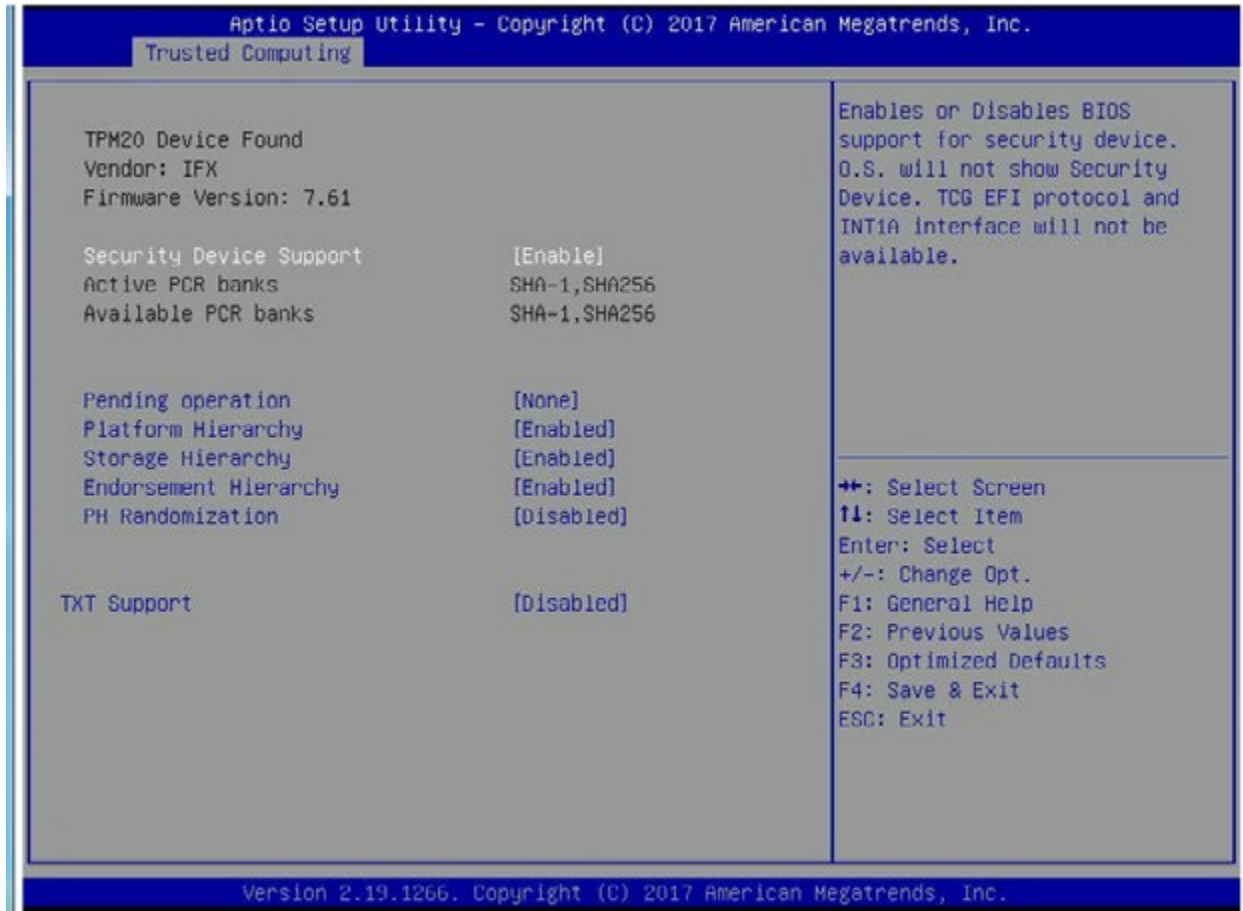 Aptio Setup Utility – Copyright (C) 2017 American Megatrends, Inc.
Trusted Computing
TPM20 Device Found
Vendor: IFX
Firmware Version: 7.61
Security Device Support [Enable]
Active PCR banks SHA-1,SHA256
Available PCR banks SHA-1,SHA256
Pending operation [None]
Platform Hierarchy [Enabled]
Storage Hierarchy [Enabled]
Endorsement Hierarchy [Enabled]
PH Randomization [Disabled]
TXT Support [Disabled]
Enables or Disables BIOS
support for security device.
O.S. will not show Security
Device. TCG EFI protocol and
INT1A interface will not be
available.
→←: Select Screen
↑↓: Select Item
Enter: Select
+/-: Change Opt.
F1: General Help
F2: Previous Values
F3: Optimized Defaults
F4: Save & Exit
ESC: Exit
Version 2.19.1266. Copyright (C) 2017 American Megatrends, Inc.